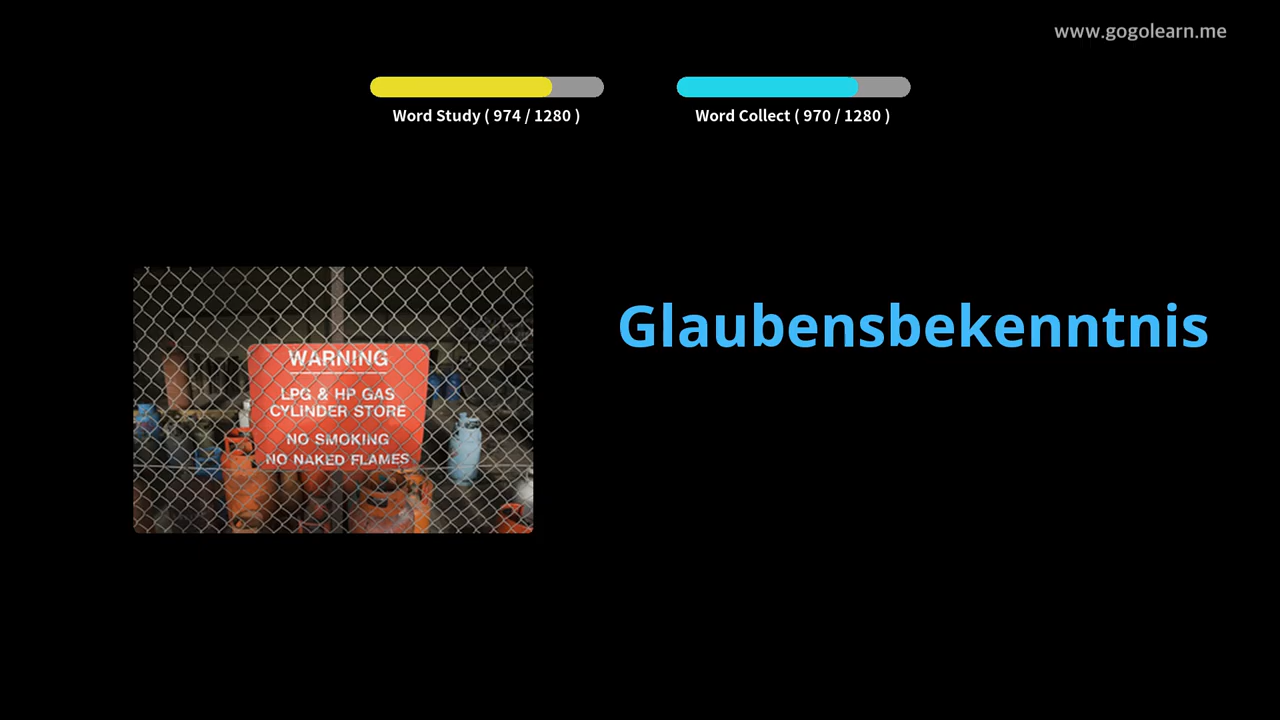 www.gogolearn.me
Word Study ( 974 / 1280 )
Word Collect ( 970 / 1280 )
Glaubensbekenntnis
WARNING
LPG & HP GAS
CYLINDER STORE
NO SMOKING
NO NAKED FLAMES